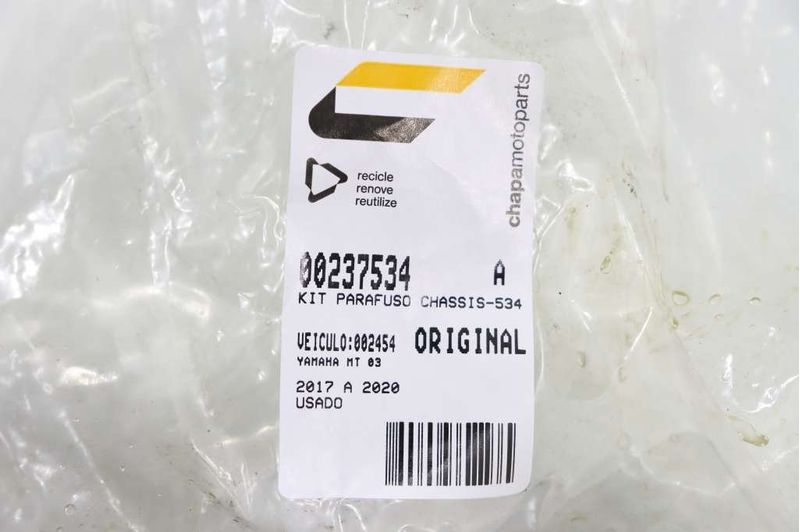 chapamotoparts
recicle
renove
reutilize
00237534 A
KIT PARAFUSO CHASSIS-534
VEICULO:002454 ORIGINAL
YAMAHA MT 03
2017 A 2020
USADO